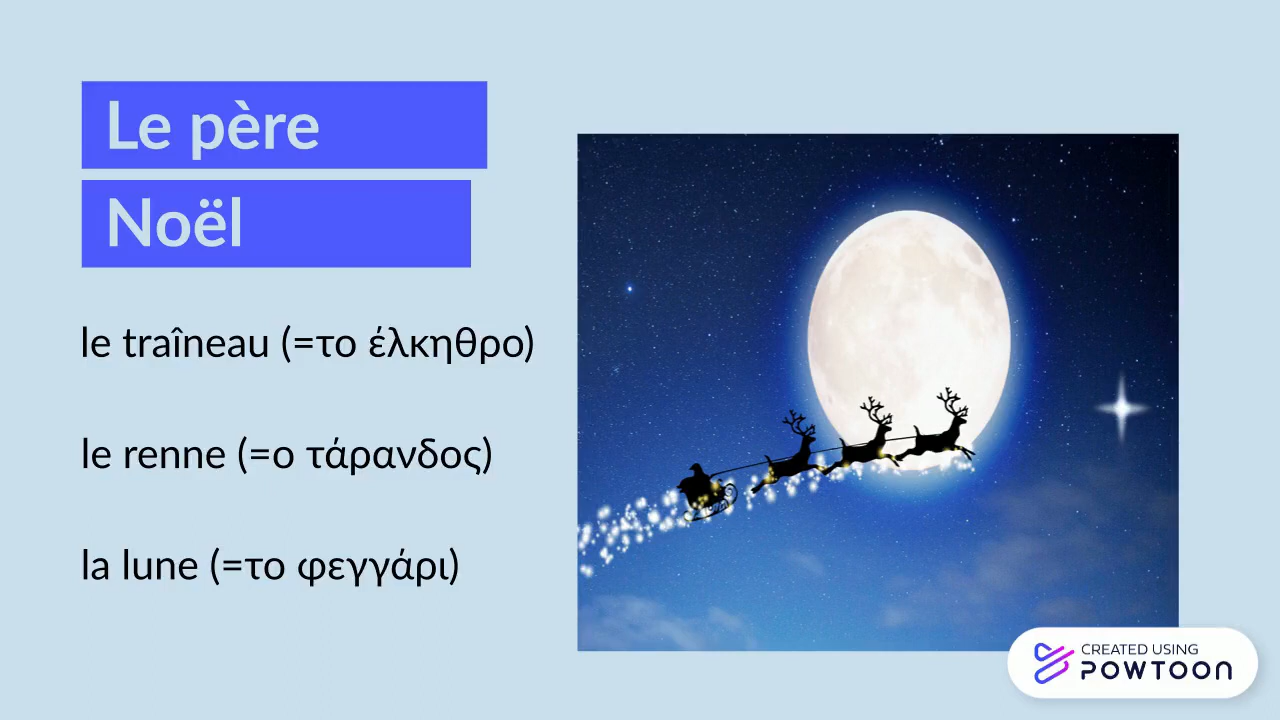 Le père
Noël
le traîneau (=το έλκηθρο)
le renne (=ο τάρανδος)
la lune (=το φεγγάρι)
CREATED USING
POWTOON